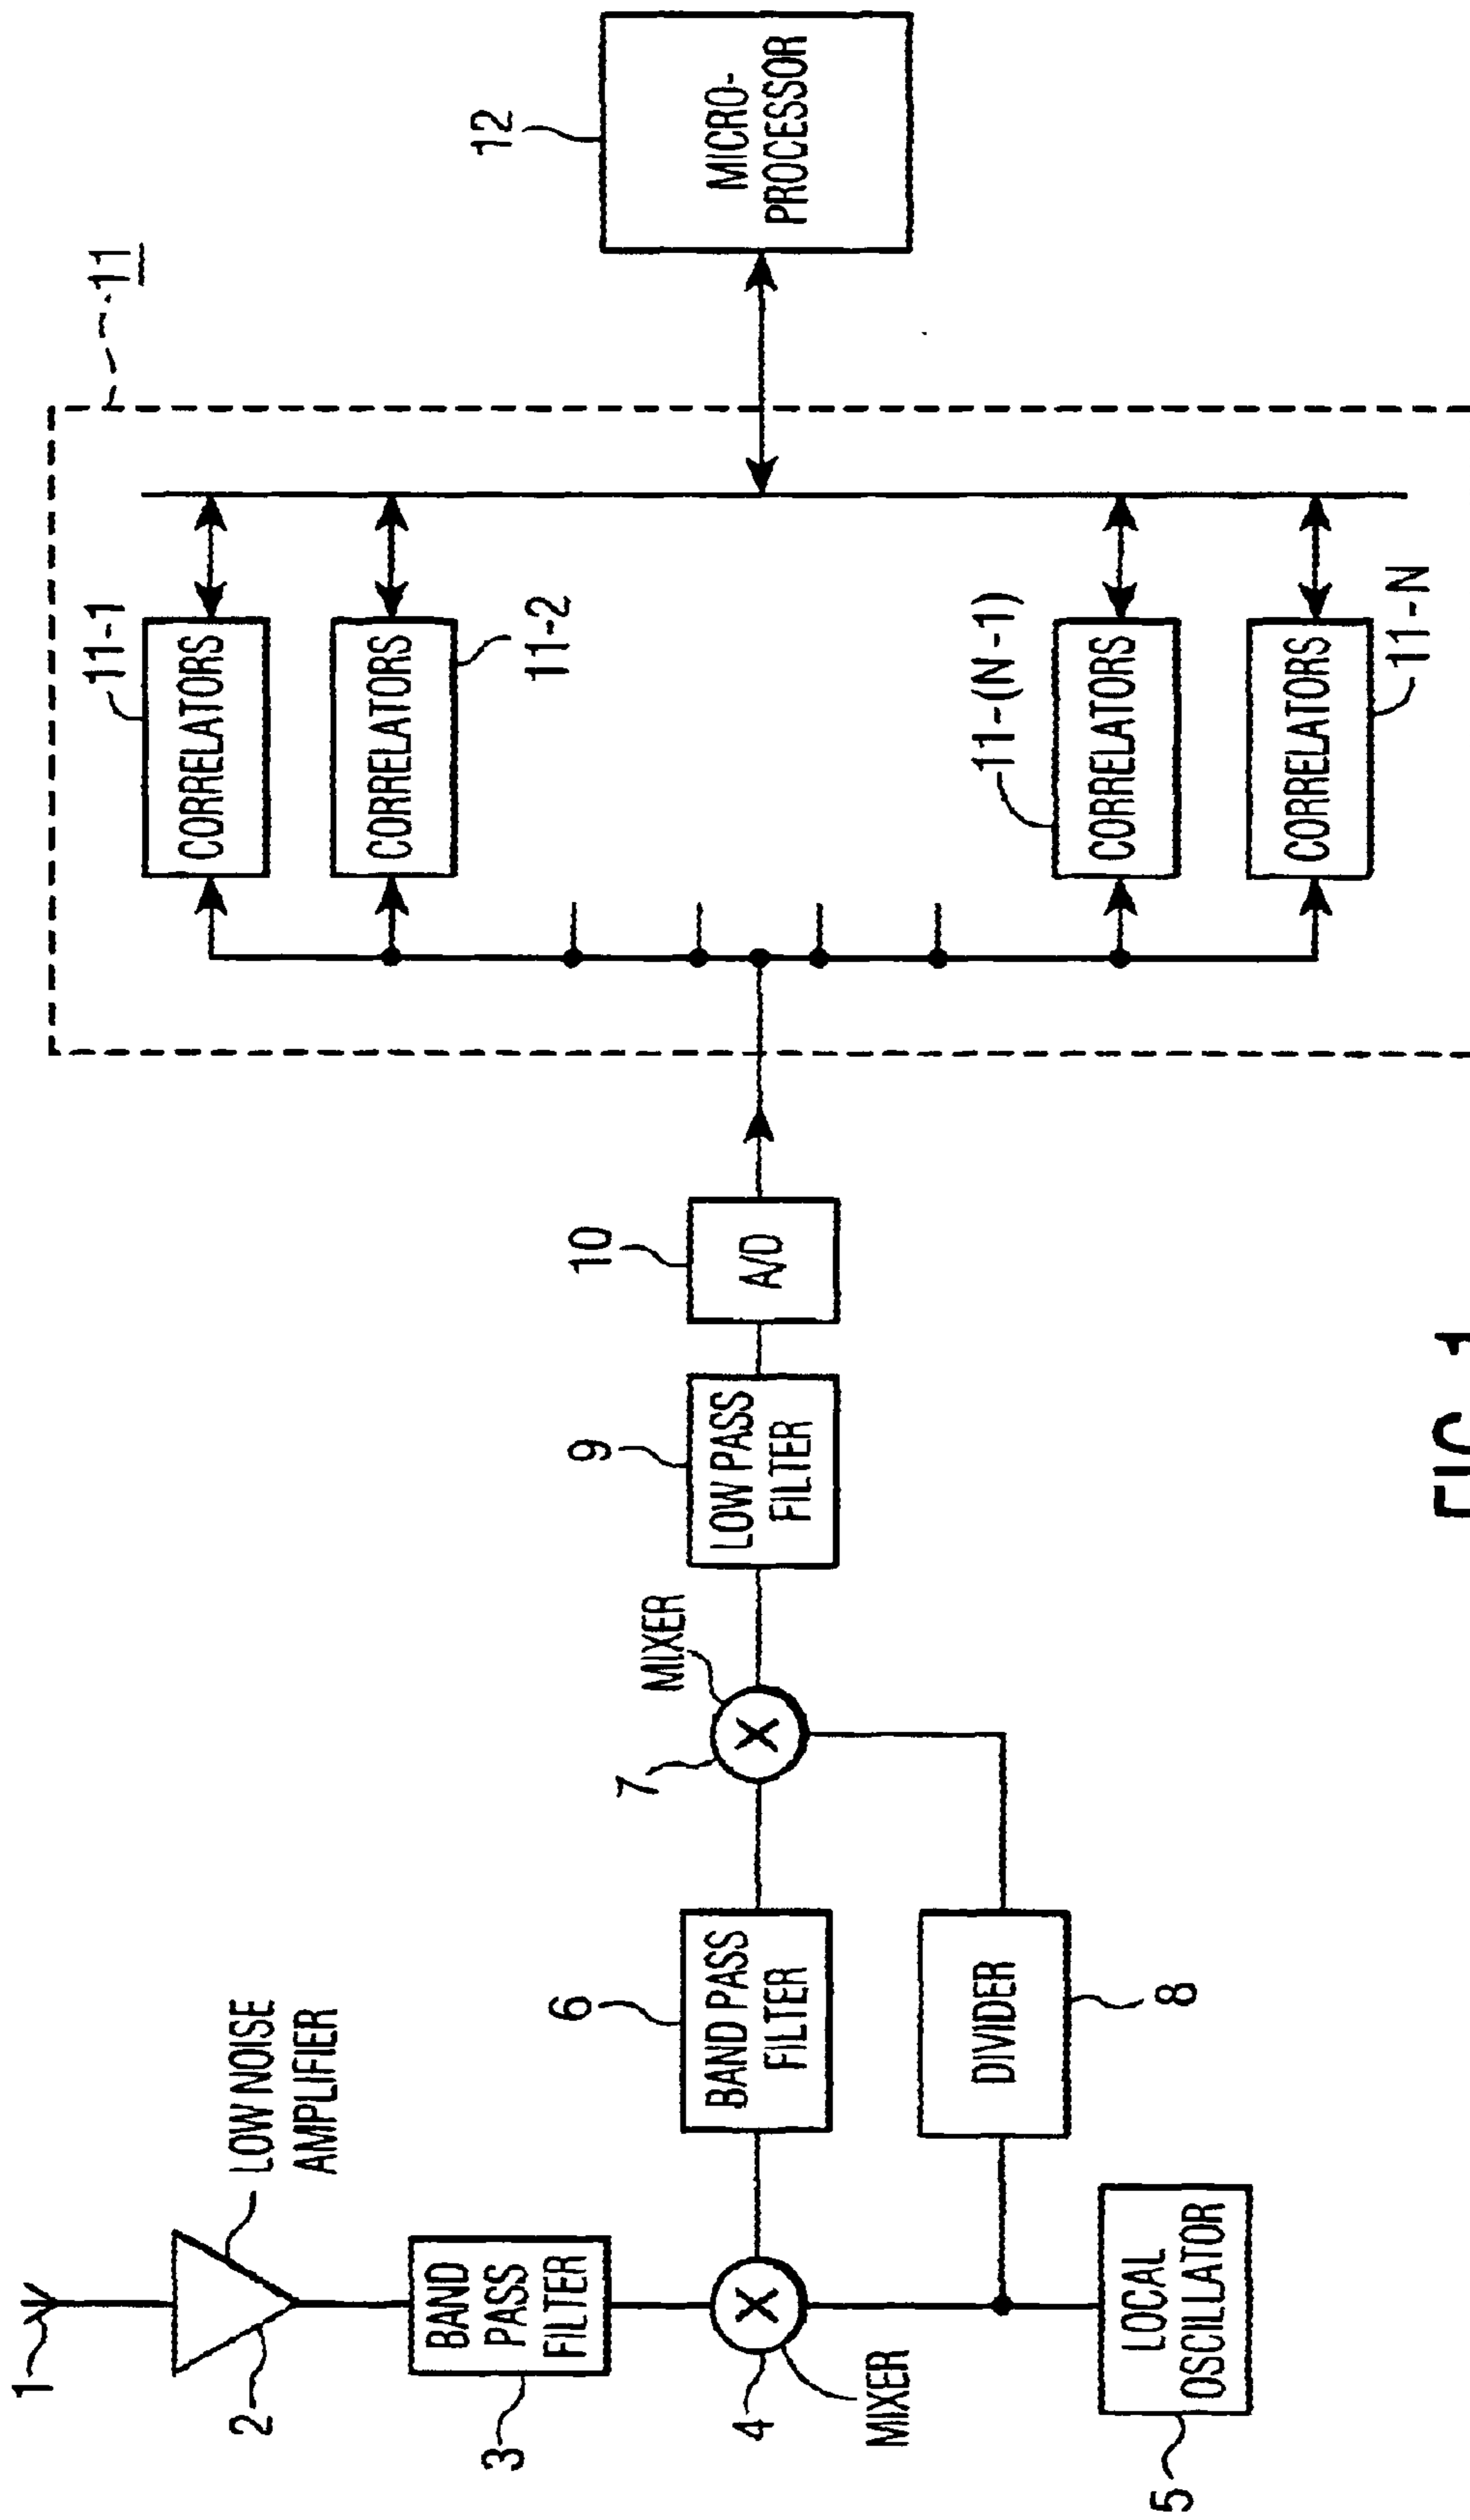 1
2
LOW NOISE
AMPLIFIER
3
BAND
PASS
FILTER
4
MIXER
5
LOCAL
OSCILLATOR
6
BAND PASS
FILTER
DIVIDER
8
7
MIXER
9
LOW PASS
FILTER
10
A/D
11
11-1
CORRELATORS
CORRELATORS
11-2
11-(N-1)
CORRELATORS
CORRELATORS
11-N
12
MICRO-
PROCESSOR